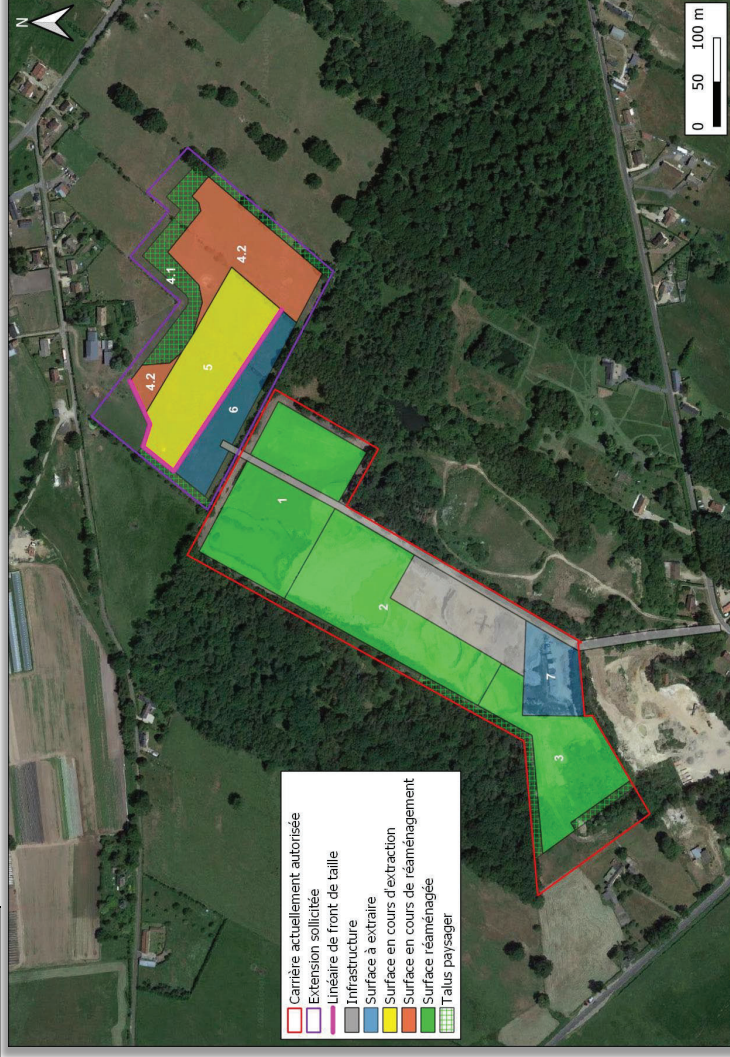 N
4.1
4.2
4.2
5
6
1
2
7
3
Carrière actuellement autorisée
Extension sollicitée
Linéaire de front de taille
Infrastructure
Surface à extraire
Surface en cours d'extraction
Surface en cours de réaménagement
Surface réaménagée
Talus paysager
0 50 100 m